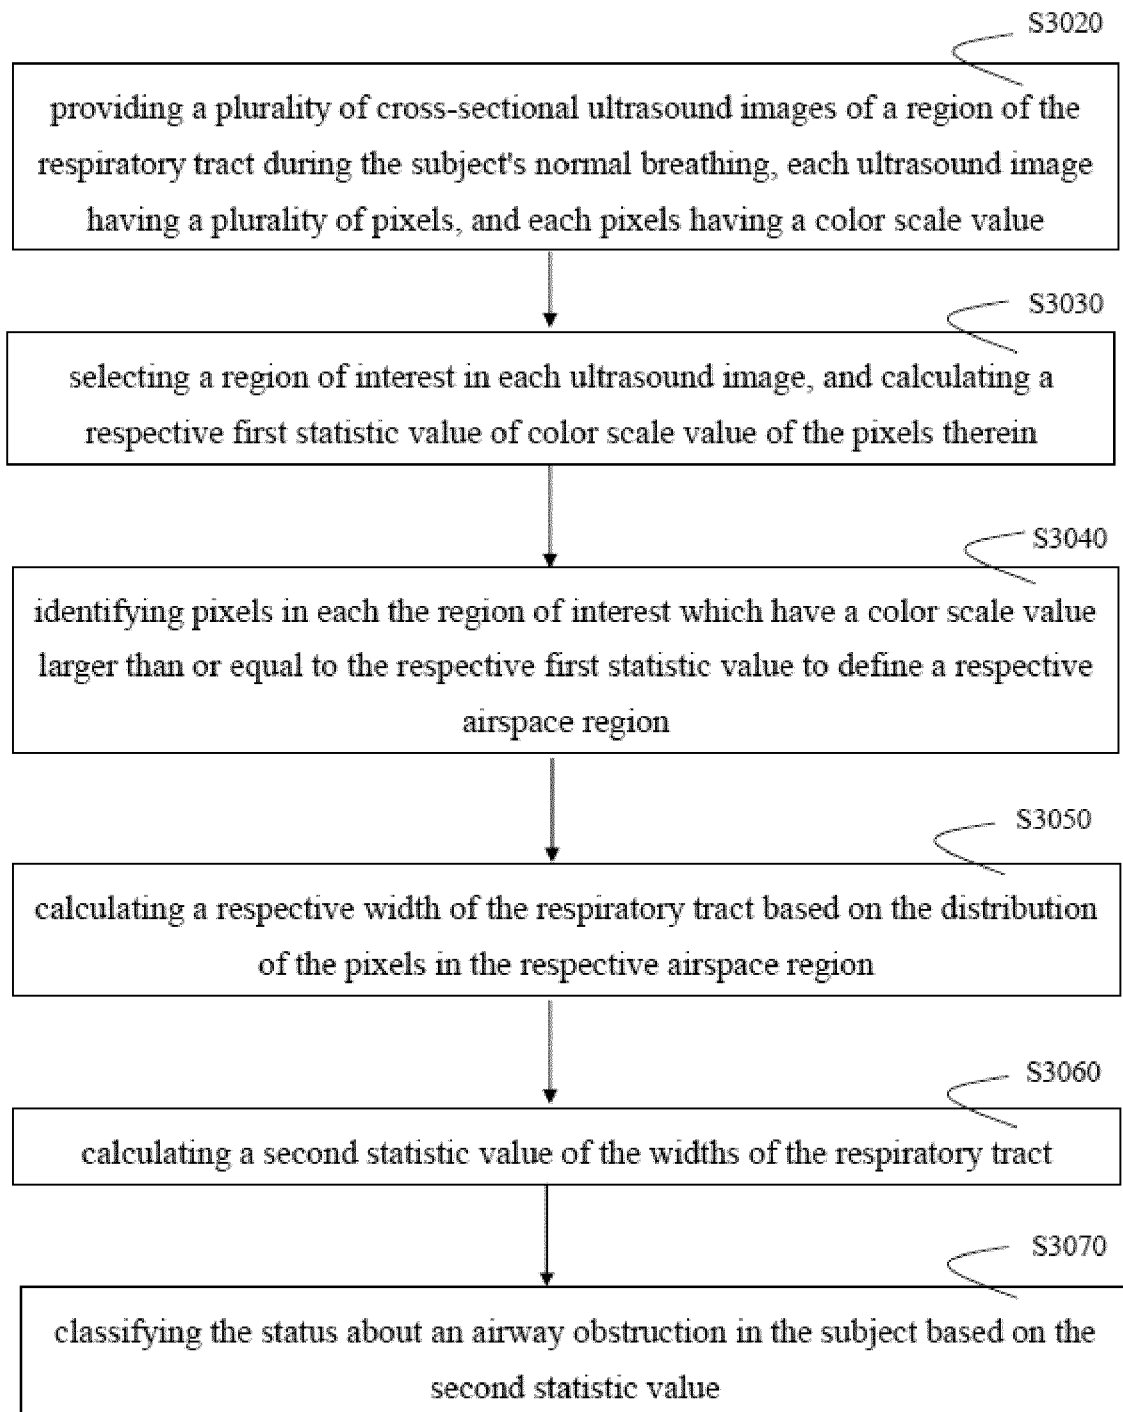 S3020
providing a plurality of cross-sectional ultrasound images of a region of the
respiratory tract during the subject's normal breathing, each ultrasound image
having a plurality of pixels, and each pixels having a color scale value
S3030
selecting a region of interest in each ultrasound image, and calculating a
respective first statistic value of color scale value of the pixels therein
S3040
identifying pixels in each the region of interest which have a color scale value
larger than or equal to the respective first statistic value to define a respective
airspace region
S3050
calculating a respective width of the respiratory tract based on the distribution
of the pixels in the respective airspace region
S3060
calculating a second statistic value of the widths of the respiratory tract
S3070
classifying the status about an airway obstruction in the subject based on the
second statistic value